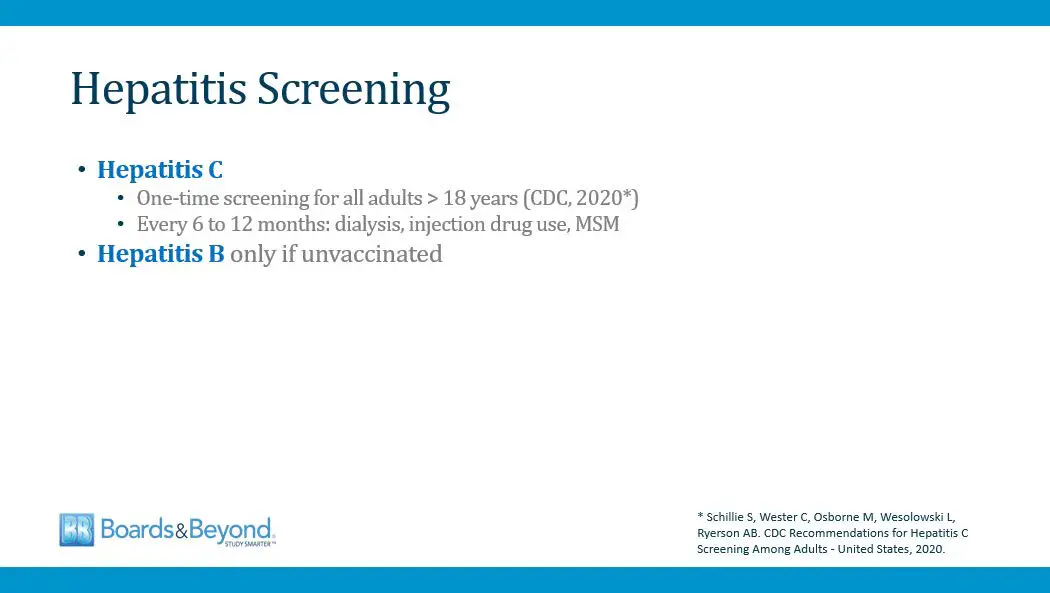 Hepatitis Screening
• Hepatitis C
• One-time screening for all adults > 18 years (CDC, 2020*)
• Every 6 to 12 months: dialysis, injection drug use, MSM
• Hepatitis B only if unvaccinated
BB Boards&Beyond®
STUDY SMARTER™
* Schillie S, Wester C, Osborne M, Wesolowski L,
Ryerson AB. CDC Recommendations for Hepatitis C
Screening Among Adults - United States, 2020.